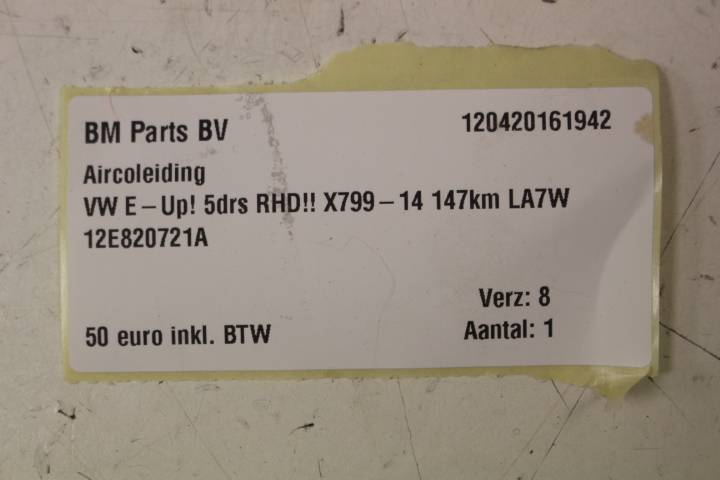 BM Parts BV 120420161942
Aircoleiding
VW E-Up! 5drs RHD!! X799-14 147km LA7W
12E820721A
Verz: 8
50 euro inkl. BTW Aantal: 1